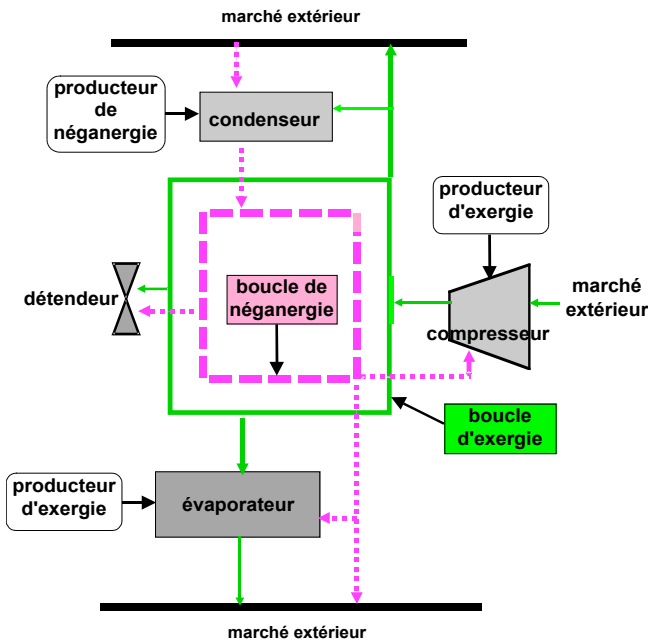 marché extérieur
producteur
de
néganergie
condenseur
producteur
d'exergie
détendeur
boucle de
néganergie
compresseur
marché
extérieur
boucle
d'exergie
producteur
d'exergie
évaporateur
marché extérieur